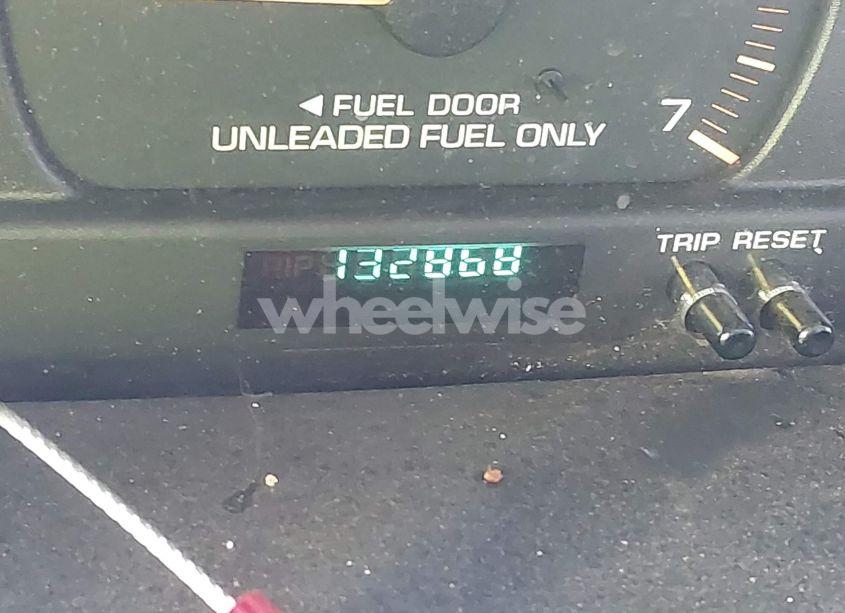 ◄ FUEL DOOR
UNLEADED FUEL ONLY
7
TRIP RESET
132868
wheelwise